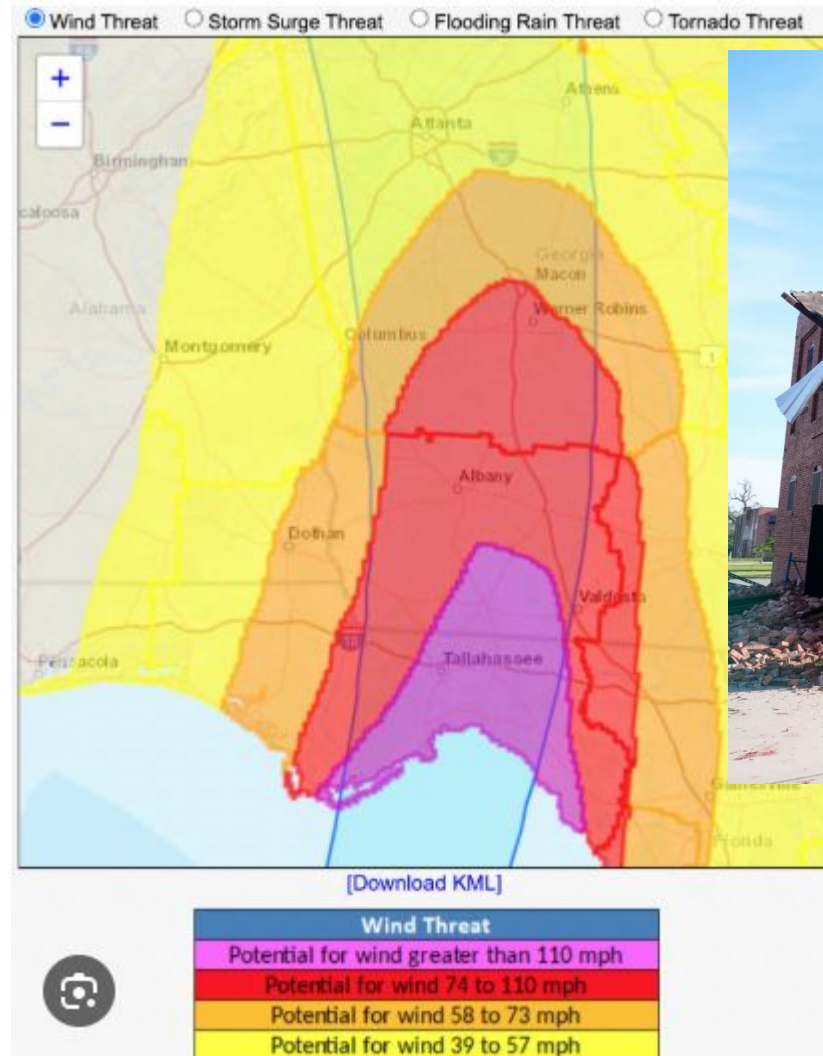 Wind Threat Storm Surge Threat Flooding Rain Threat Tornado Threat
+
−
Athens
Atlanta
Birmingham
caloosa
Georgia
Macon
Alabama
Warner Robins
Columbus
Montgomery
1
Albany
Dothan
Valdosta
Pensacola
Tallahassee
Gainesville
Florida
[Download KML]
Wind Threat
Potential for wind greater than 110 mph
Potential for wind 74 to 110 mph
Potential for wind 58 to 73 mph
Potential for wind 39 to 57 mph